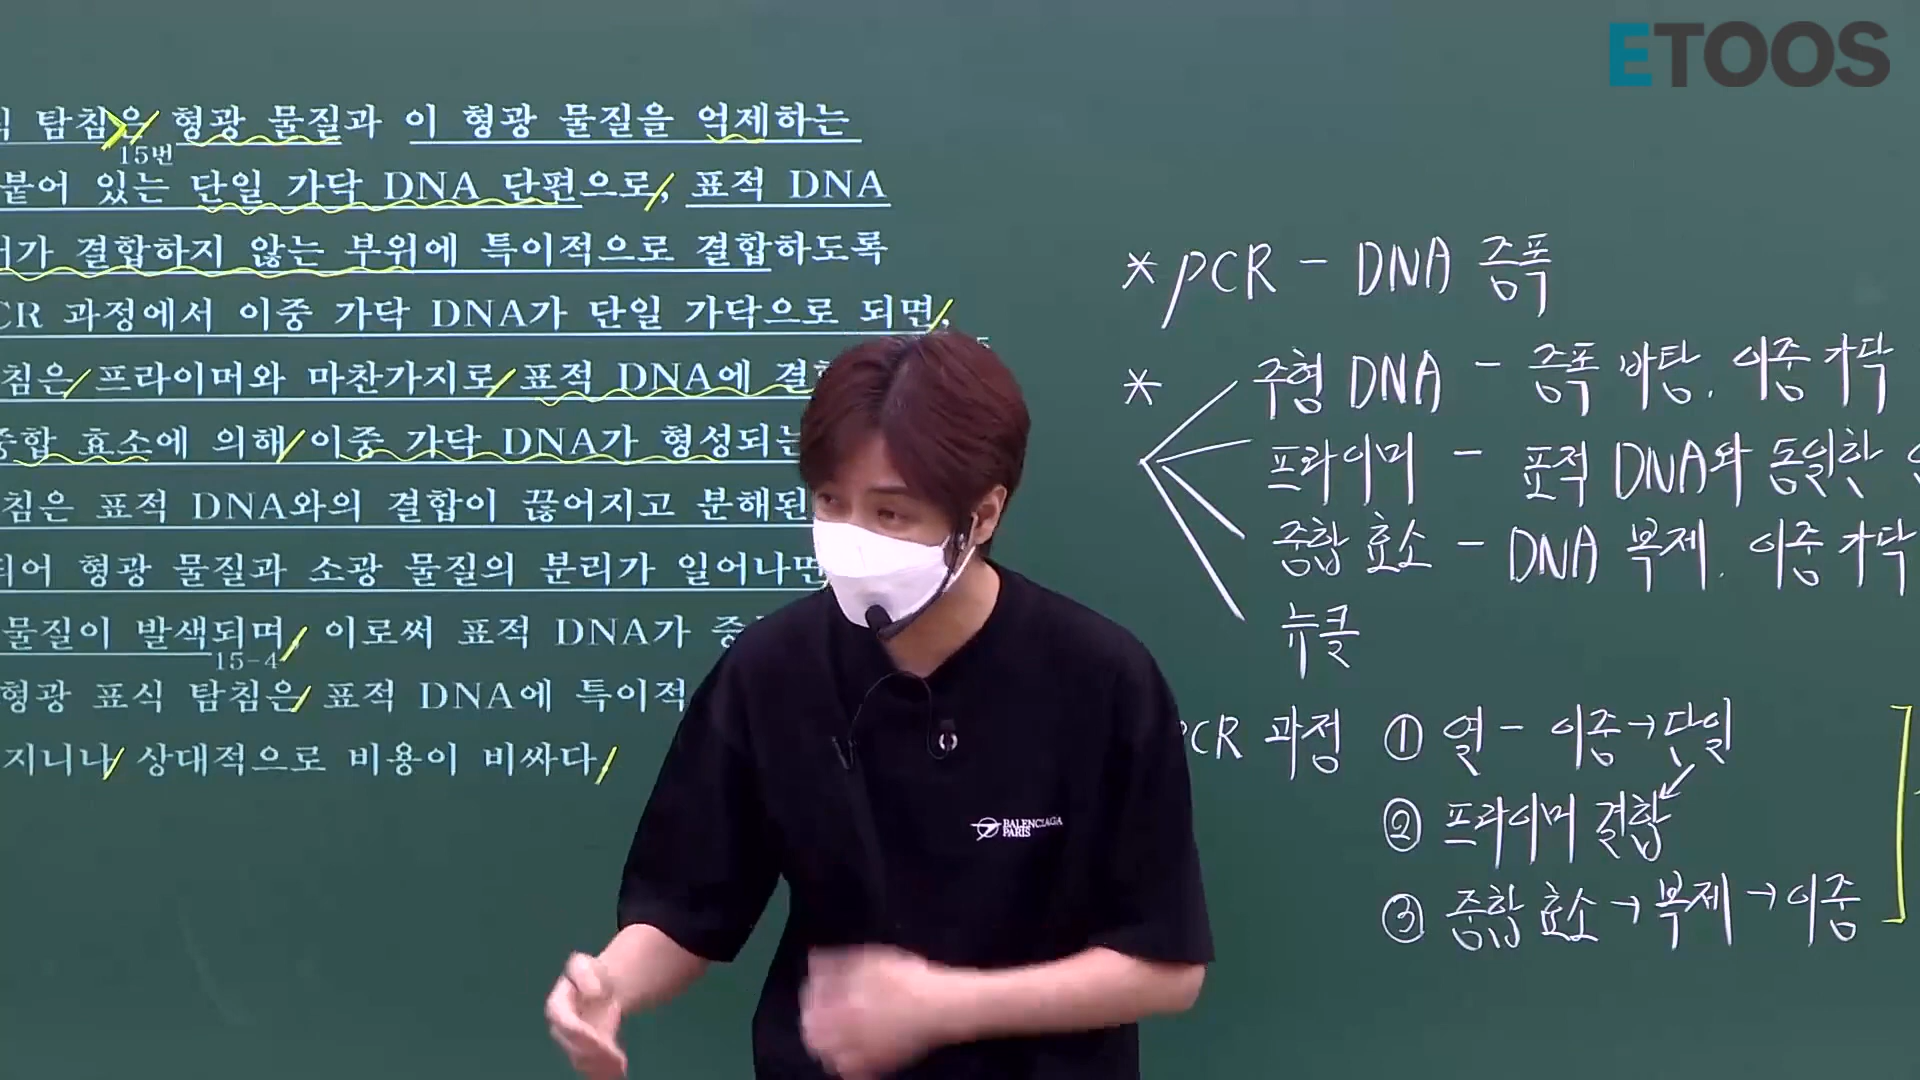 ETOOS
탐침은 형광 물질과 이 형광 물질을 억제하는
15번
붙어 있는 단일 가닥 DNA 단편으로, 표적 DNA
결합하지 않는 부위에 특이적으로 결합하도록
CR 과정에서 이중 가닥 DNA가 단일 가닥으로 되면,
침은 프라이머와 마찬가지로 표적 DNA에 결합
중합 효소에 의해 이중 가닥 DNA가 형성되는
침은 표적 DNA와의 결합이 끊어지고 분해된
되어 형광 물질과 소광 물질의 분리가 일어나면
물질이 발색되며, 이로써 표적 DNA가 증
15-4
형광 표식 탐침은 표적 DNA에 특이적
지니나 상대적으로 비용이 비싸다
* PCR - DNA 증폭
* 주형 DNA - 증폭 바탕. 이중 가닥
프라이머 - 표적 DNA와 동일한
중합 효소 - DNA 복제. 이중 가닥
뉴클
PCR 과정 ① 열 - 이중→단일
② 프라이머 결합
③ 중합 효소→복제→이중
BALENCIAGA
PARIS